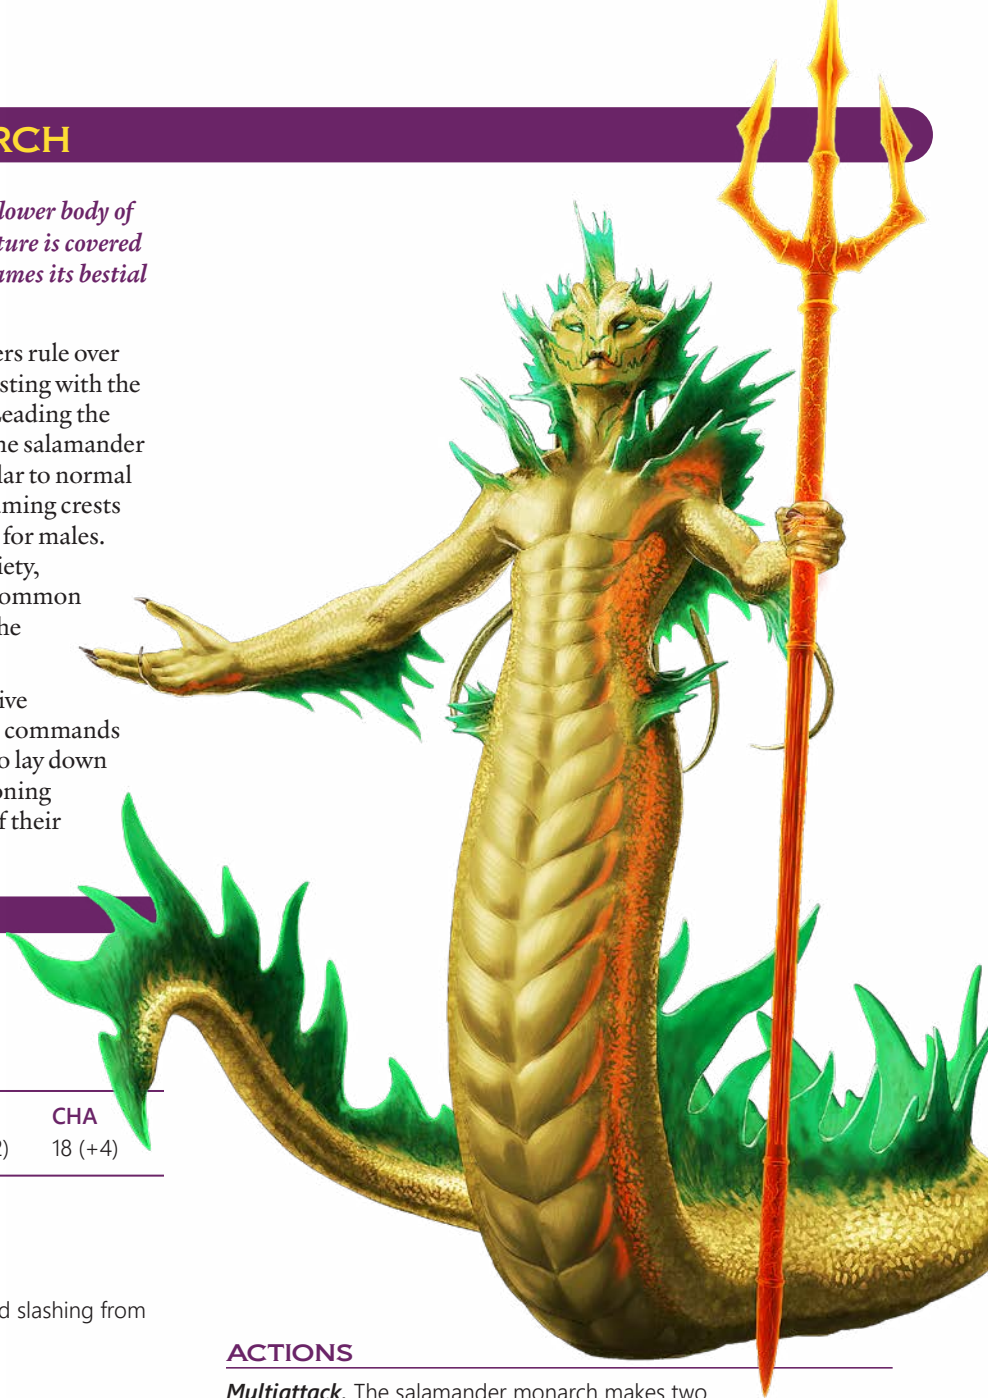 RCH
lower body of
ture is covered
ames its bestial
ers rule over
sting with the
eading the
he salamander
lar to normal
ming crests
for males.
iety,
ommon
he
ive
commands
o lay down
oning
f their
CHA
2) 18 (+4)
d slashing from
ACTIONS
Multiattack. The salamander monarch makes two